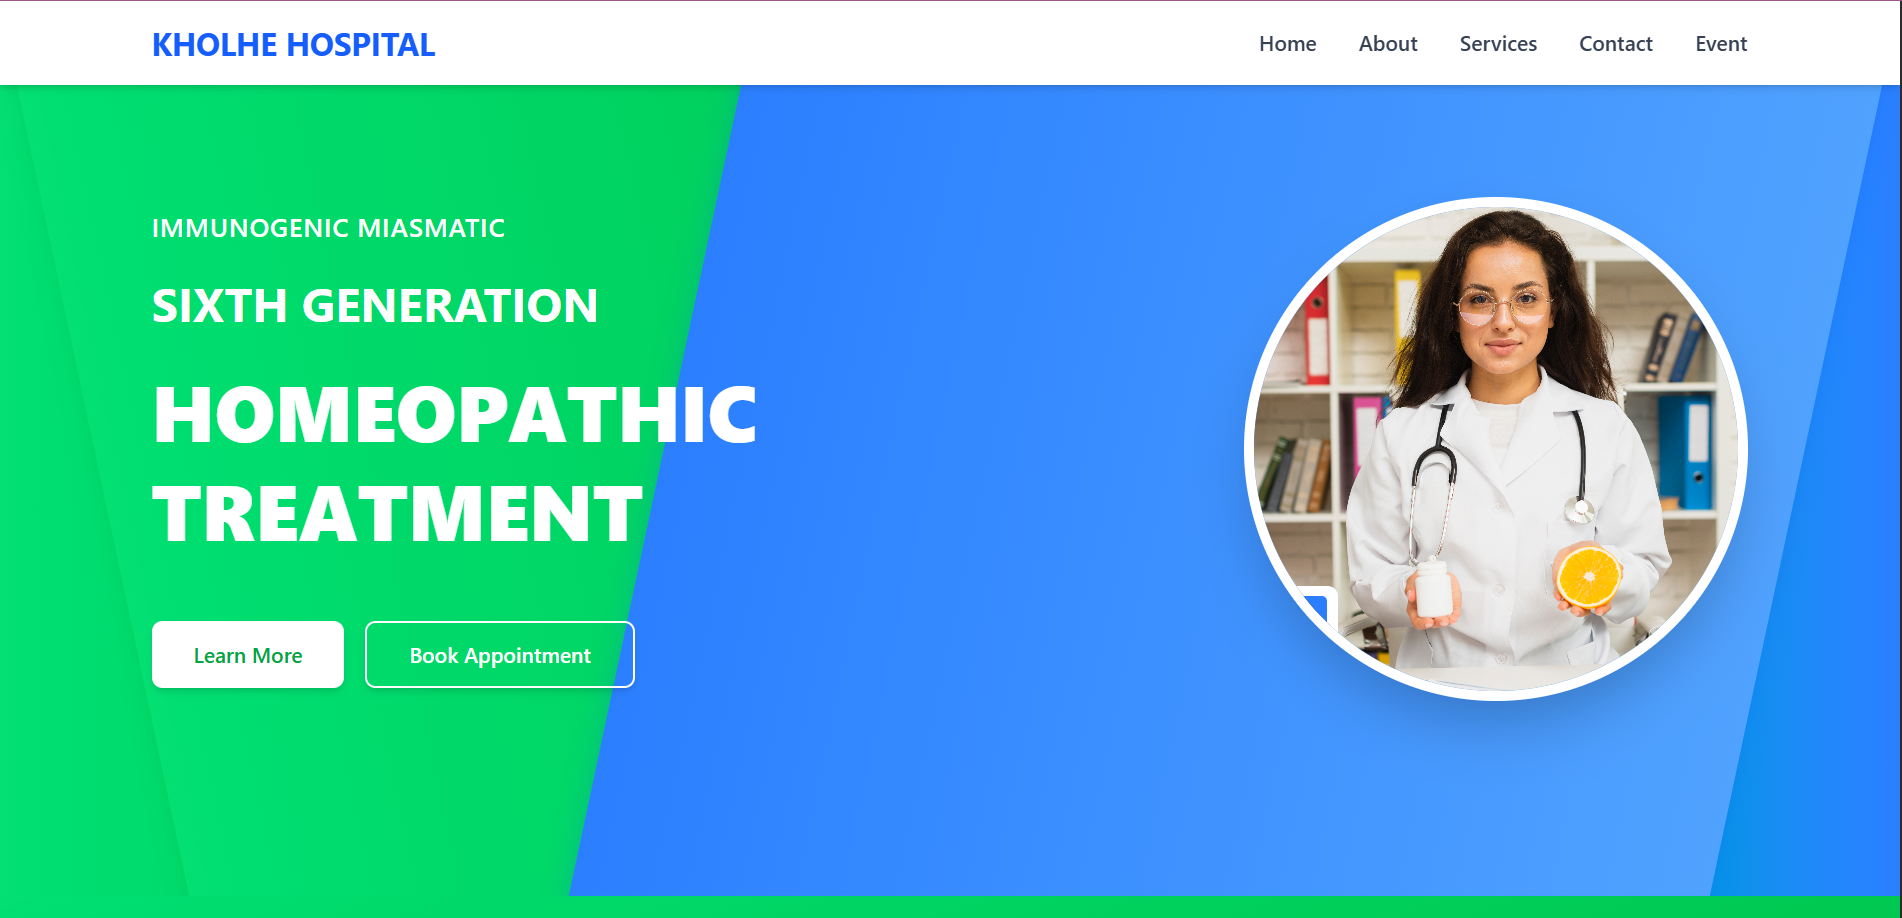 KHOLHE HOSPITAL
Home About Services Contact Event
IMMUNOGENIC MIASMATIC
SIXTH GENERATION
HOMEOPATHIC
TREATMENT
Learn More Book Appointment